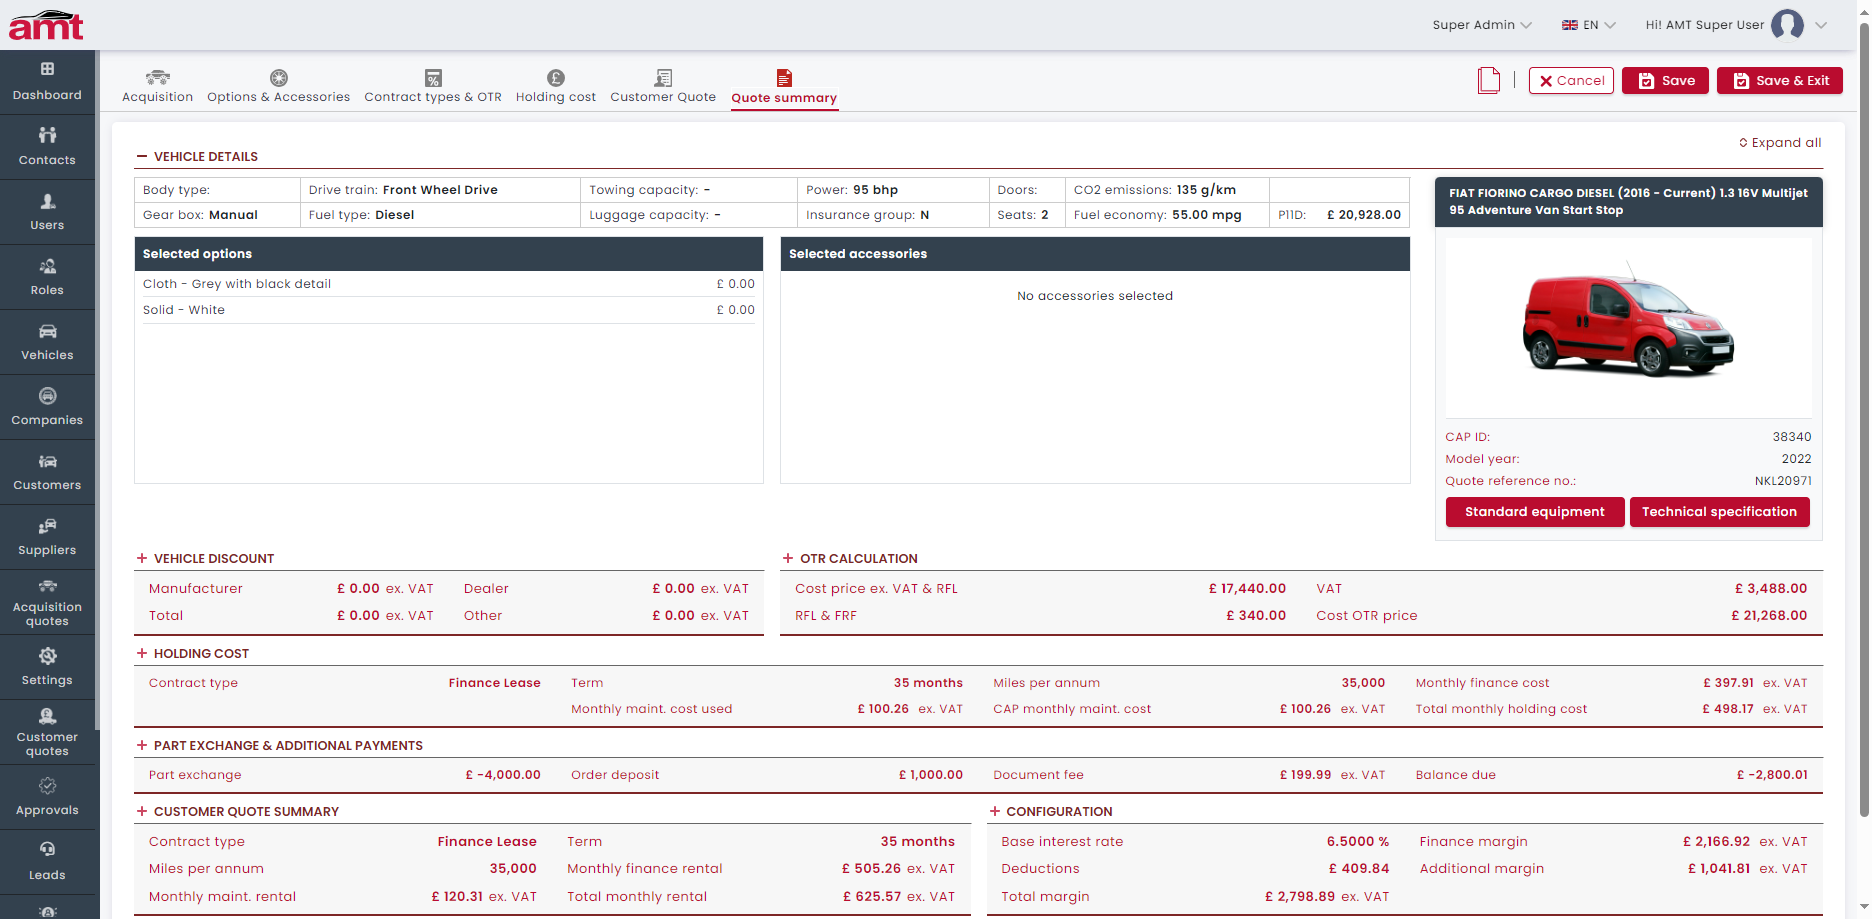 amt
Super Admin
EN
Hi! AMT Super User
Dashboard
Contacts
Users
Roles
Vehicles
Companies
Customers
Suppliers
Acquisition
quotes
Settings
Customer
quotes
Approvals
Leads
Acquisition
Options & Accessories
Contract types & OTR
Holding cost
Customer Quote
Quote summary
Cancel
Save
Save & Exit
Expand all
VEHICLE DETAILS
Body type: Drive train: Front Wheel Drive Towing capacity: - Power: 95 bhp Doors: CO2 emissions: 135 g/km
Gear box: Manual Fuel type: Diesel Luggage capacity: - Insurance group: N Seats: 2 Fuel economy: 55.00 mpg P11D: £ 20,928.00
Selected options
Cloth - Grey with black detail £ 0.00
Solid - White £ 0.00
Selected accessories
No accessories selected
FIAT FIORINO CARGO DIESEL (2016 - Current) 1.3 16V Multijet
95 Adventure Van Start Stop
CAP ID: 38340
Model year: 2022
Quote reference no.: NKL20971
Standard equipment
Technical specification
VEHICLE DISCOUNT
Manufacturer £ 0.00 ex. VAT Dealer £ 0.00 ex. VAT
Total £ 0.00 ex. VAT Other £ 0.00 ex. VAT
OTR CALCULATION
Cost price ex. VAT & RFL £ 17,440.00 VAT £ 3,488.00
RFL & FRF £ 340.00 Cost OTR price £ 21,268.00
HOLDING COST
Contract type Finance Lease Term 35 months Miles per annum 35,000 Monthly finance cost £ 397.91 ex. VAT
Monthly maint. cost used £ 100.26 ex. VAT CAP monthly maint. cost £ 100.26 ex. VAT Total monthly holding cost £ 498.17 ex. VAT
PART EXCHANGE & ADDITIONAL PAYMENTS
Part exchange £ -4,000.00 Order deposit £ 1,000.00 Document fee £ 199.99 ex. VAT Balance due £ -2,800.01
CUSTOMER QUOTE SUMMARY
Contract type Finance Lease Term 35 months
Miles per annum 35,000 Monthly finance rental £ 505.26 ex. VAT
Monthly maint. rental £ 120.31 ex. VAT Total monthly rental £ 625.57 ex. VAT
CONFIGURATION
Base interest rate 6.5000 % Finance margin £ 2,166.92 ex. VAT
Deductions £ 409.84 Additional margin £ 1,041.81 ex. VAT
Total margin £ 2,798.89 ex. VAT